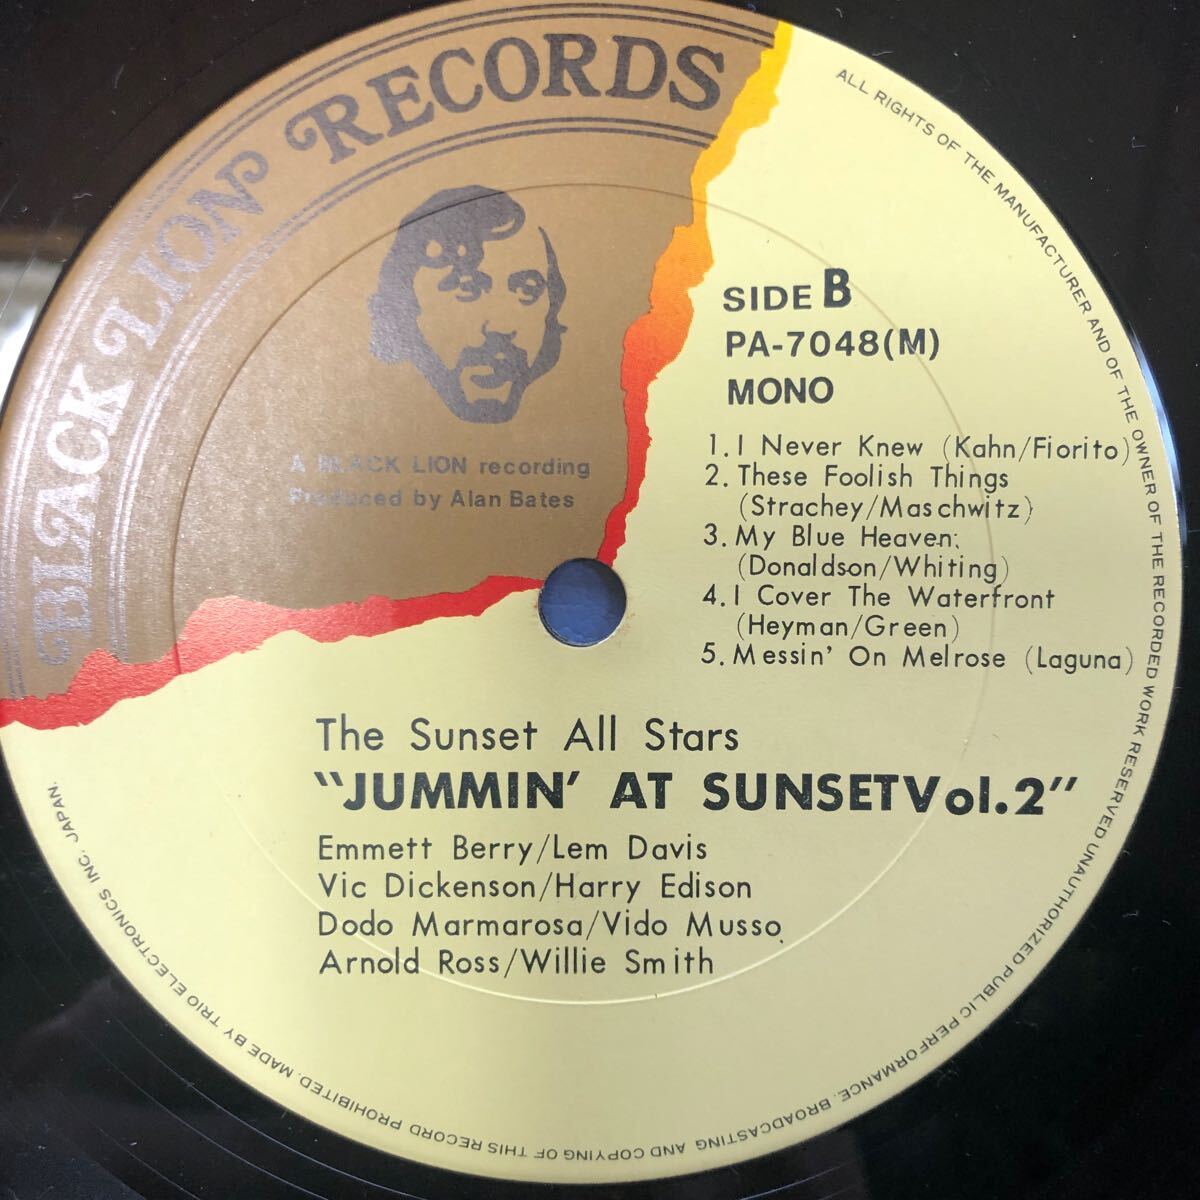 BLACK LION RECORDS
A BLACK LION recording
Produced by Alan Bates
SIDE B
PA-7048(M)
MONO
1. I Never Knew (Kahn/Fiorito)
2. These Foolish Things
(Strachey/Maschwitz)
3. My Blue Heaven
(Donaldson/Whiting)
4. I Cover The Waterfront
(Heyman/Green)
5. Messin' On Melrose (Laguna)
The Sunset All Stars
"JUMMIN' AT SUNSET Vol.2"
Emmett Berry/Lem Davis
Vic Dickenson/Harry Edison
Dodo Marmarosa/Vido Musso
Arnold Ross/Willie Smith
ALL RIGHTS OF THE MANUFACTURER AND OF THE OWNER OF THE RECORDED WORK RESERVED UNAUTHORIZED PUBLIC PERFORMANCE. BROADCASTING AND COPYING OF THIS RECORD PROHIBITED. MADE BY TRIO ELECTRONICS INC. JAPAN.